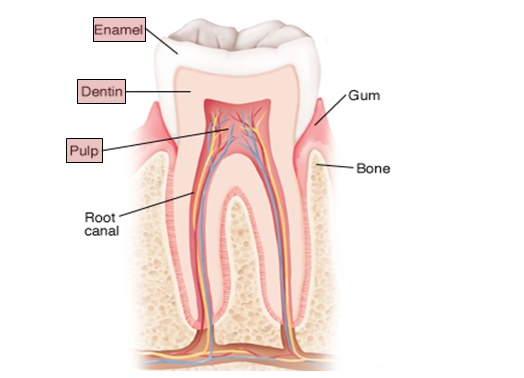 Enamel
Dentin
Gum
Pulp
Bone
Root
canal